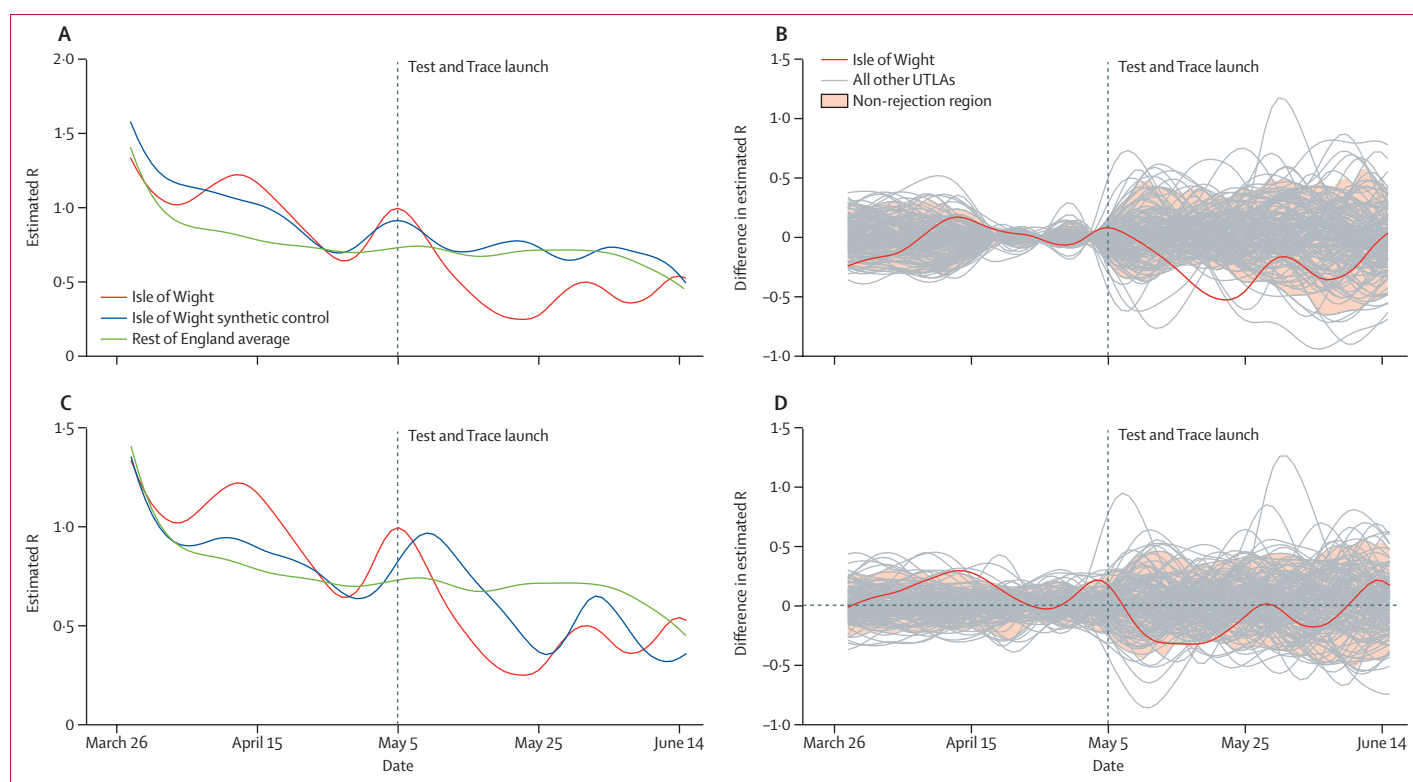 A
2·0
1·5
1·0
0·5
0
Estimated R
Test and Trace launch
Isle of Wight
Isle of Wight synthetic control
Rest of England average
B
1·5
1·0
0·5
0
–0·5
–1·0
Difference in estimated R
Isle of Wight
All other UTLAs
Non-rejection region
Test and Trace launch
C
1·5
1·0
0·5
0
Estimated R
Test and Trace launch
March 26
April 15
May 5
May 25
June 14
Date
D
1·5
1·0
0·5
0
–0·5
–1·0
Difference in estimated R
Test and Trace launch
March 26
April 15
May 5
May 25
June 14
Date